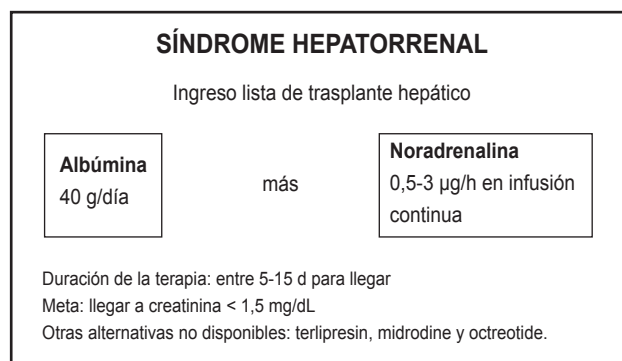 SÍNDROME HEPATORRENAL
Ingreso lista de trasplante hepático
Albúmina
40 g/día
más
Noradrenalina
0,5-3 µg/h en infusión
continua
Duración de la terapia: entre 5-15 d para llegar
Meta: llegar a creatinina < 1,5 mg/dL
Otras alternativas no disponibles: terlipresin, midrodine y octreotide.